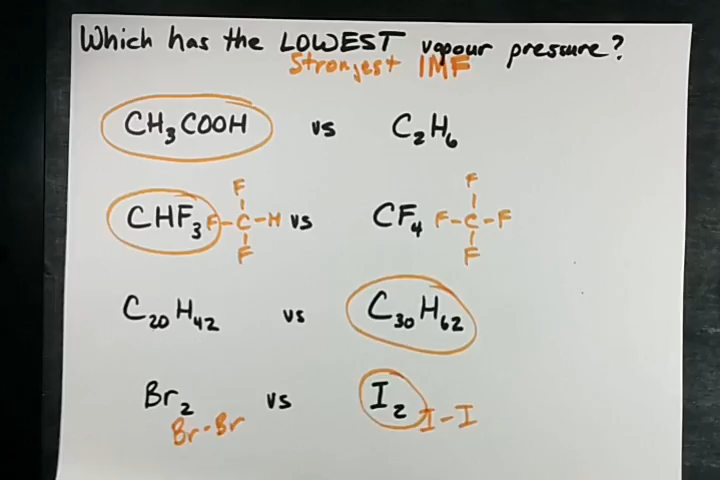 Which has the LOWEST vapour pressure?
Strongest IMF
CH₃COOH vs C₂H₆
F F
CHF₃ F-C-H vs CF₄ F-C-F
F F
C₂₀H₄₂ vs C₃₀H₆₂
Br₂ vs I₂
Br-Br I-I